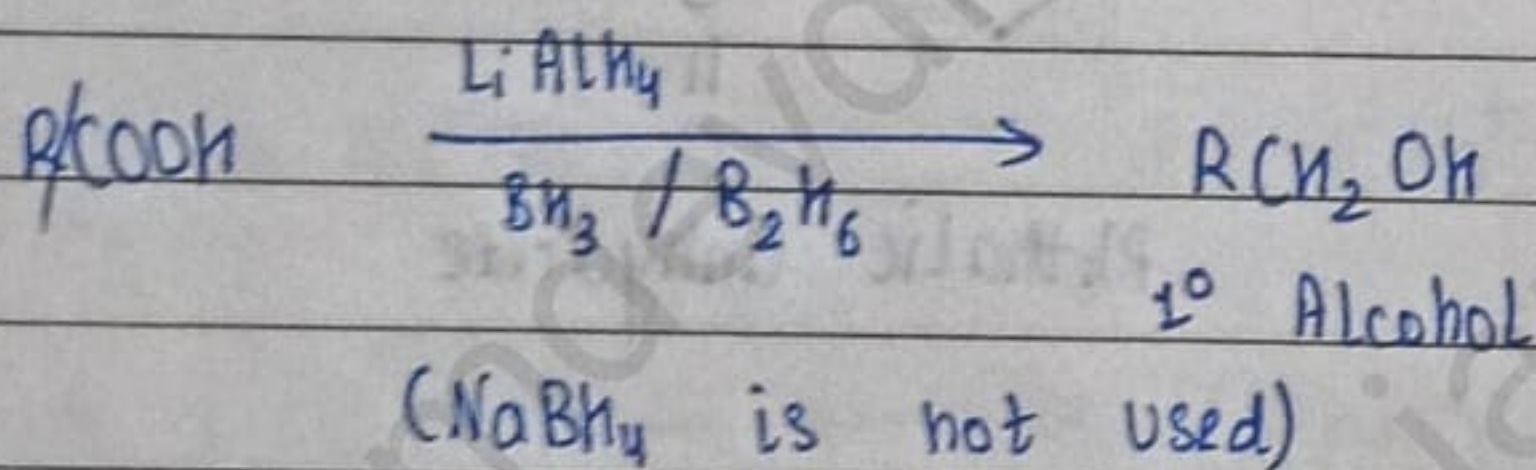 LiAlH4
RCOOH ⟶ RCH2OH
BH3 / B2H6
1° Alcohol
(NaBH4 is not used)